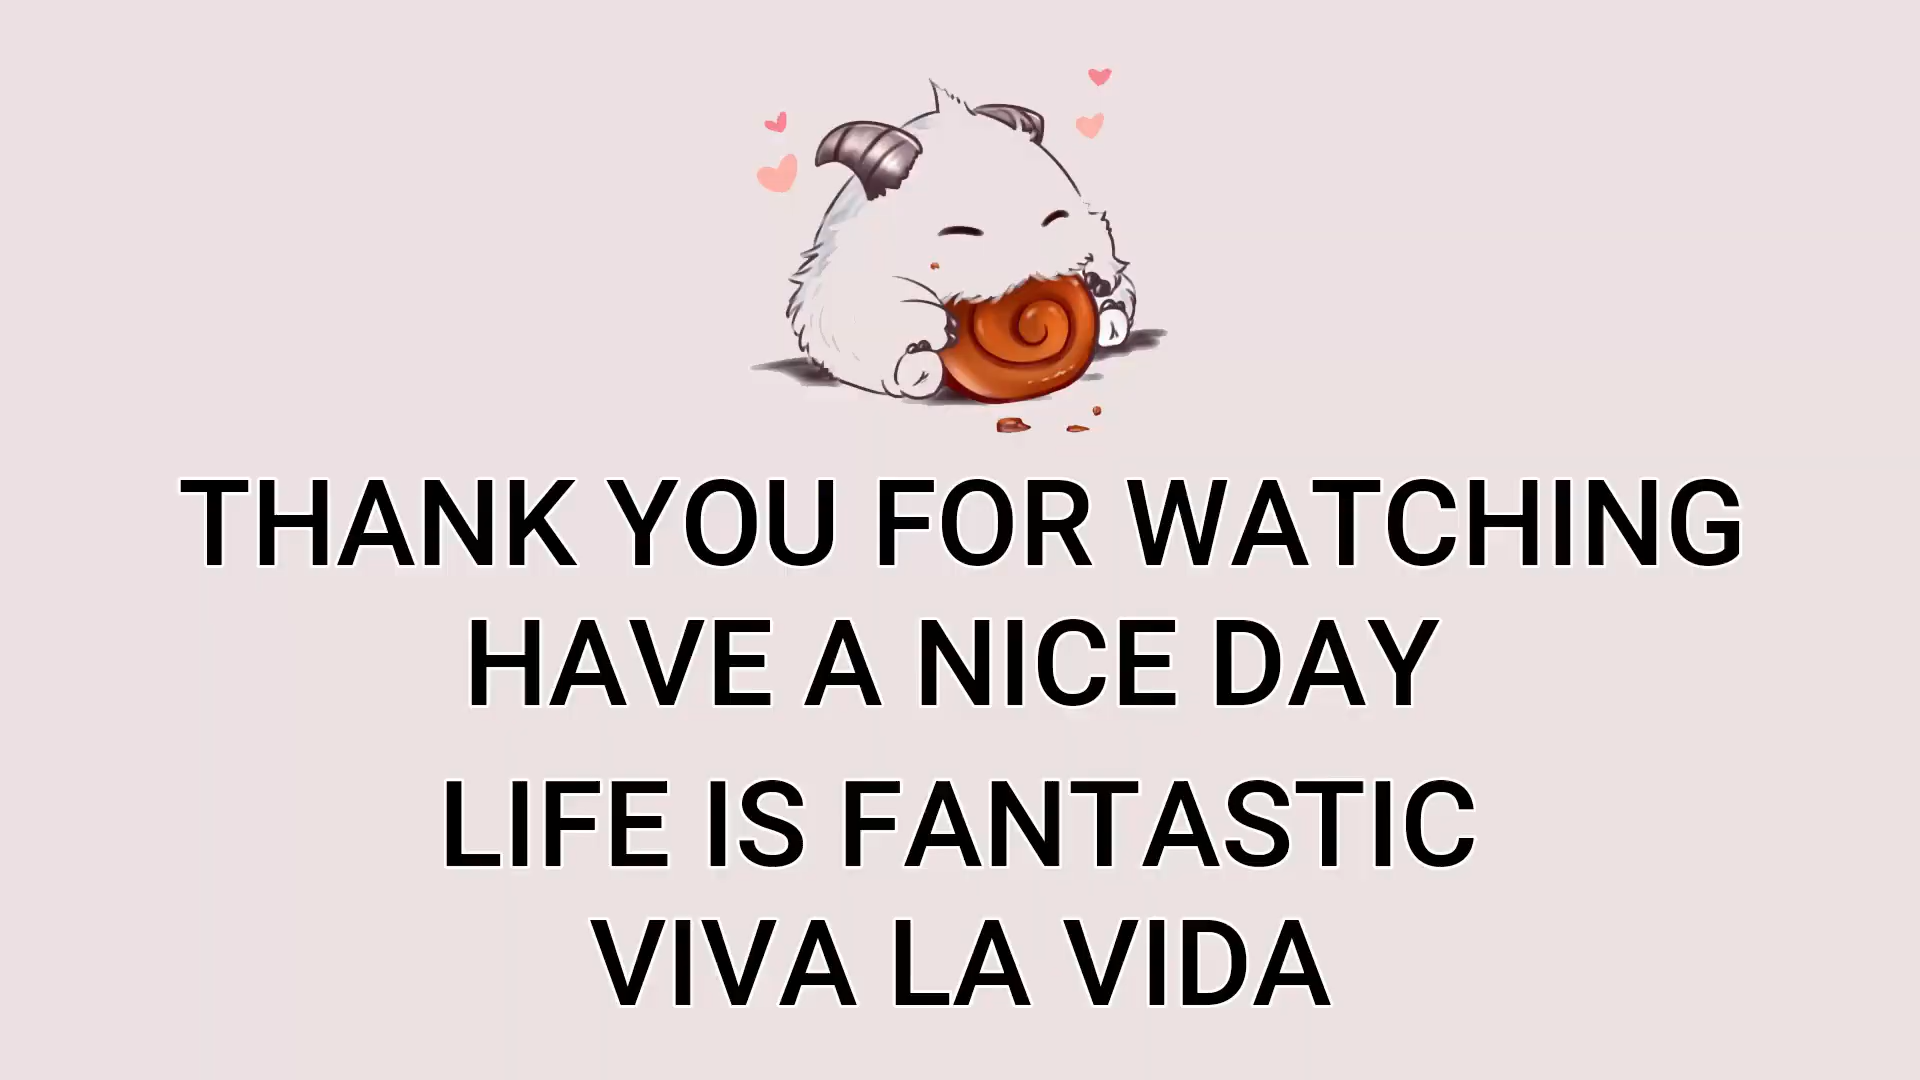 THANK YOU FOR WATCHING
HAVE A NICE DAY
LIFE IS FANTASTIC
VIVA LA VIDA